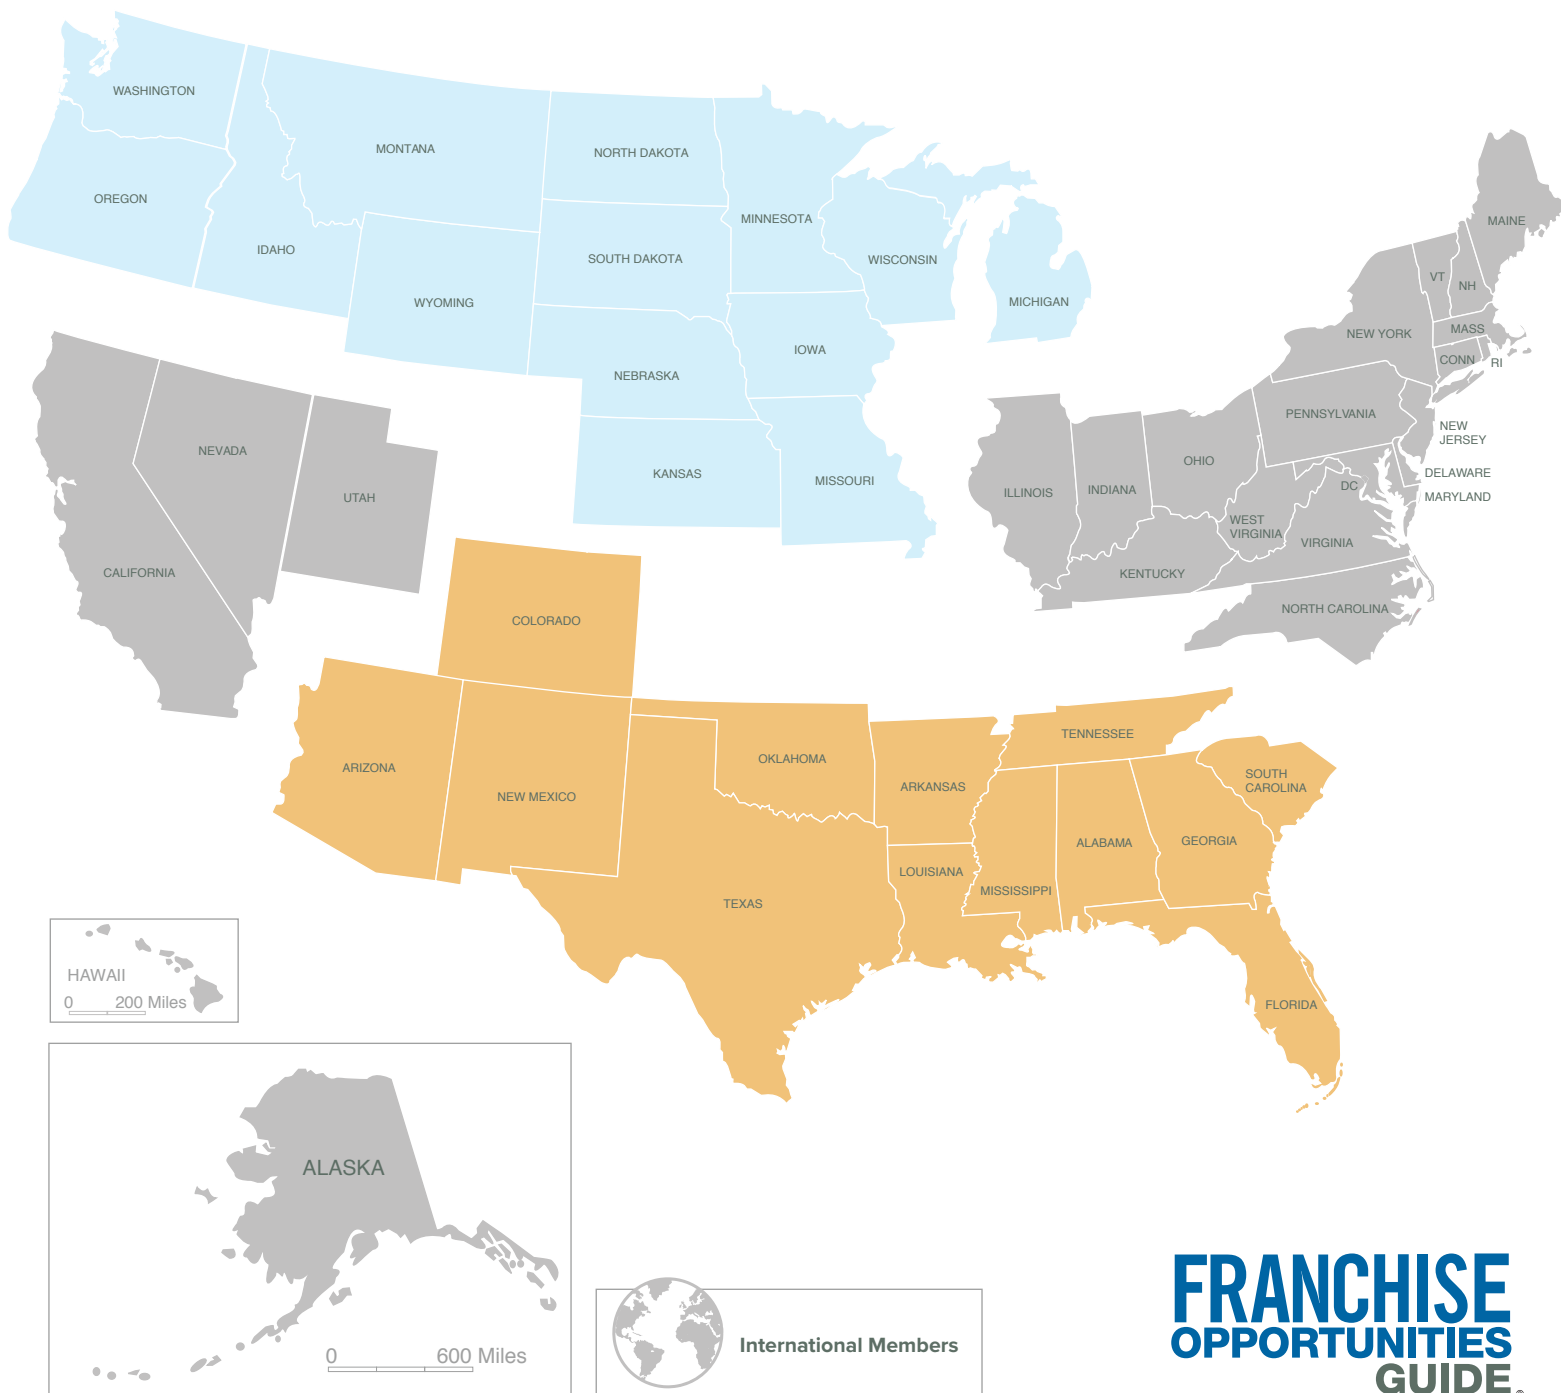 WASHINGTON
MONTANA
NORTH DAKOTA
OREGON
MINNESOTA
MAINE
IDAHO
SOUTH DAKOTA
WISCONSIN
VT
NH
WYOMING
MICHIGAN
NEW YORK
MASS
IOWA
CONN
RI
NEBRASKA
PENNSYLVANIA
NEW
JERSEY
NEVADA
KANSAS
MISSOURI
OHIO
DELAWARE
UTAH
ILLINOIS
INDIANA
DC
MARYLAND
WEST
VIRGINIA
VIRGINIA
CALIFORNIA
KENTUCKY
NORTH CAROLINA
COLORADO
TENNESSEE
ARIZONA
OKLAHOMA
SOUTH
CAROLINA
NEW MEXICO
ARKANSAS
ALABAMA
GEORGIA
LOUISIANA
MISSISSIPPI
TEXAS
FLORIDA
HAWAII
0 200 Miles
ALASKA
0 600 Miles
International Members
FRANCHISE
OPPORTUNITIES
GUIDE®